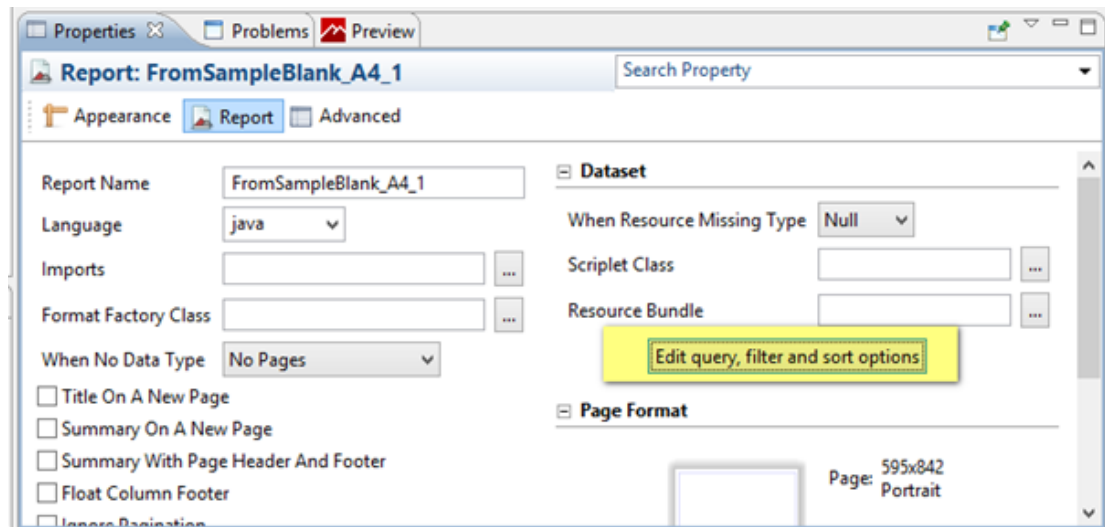 Properties
Problems
Preview
Report: FromSampleBlank_A4_1
Search Property
Appearance
Report
Advanced
Report Name
FromSampleBlank_A4_1
Language
java
Imports
...
Format Factory Class
...
When No Data Type
No Pages
Title On A New Page
Summary On A New Page
Summary With Page Header And Footer
Float Column Footer
Ignore Pagination
Dataset
When Resource Missing Type
Null
Scriplet Class
...
Resource Bundle
...
Edit query, filter and sort options
Page Format
Page:
595x842
Portrait